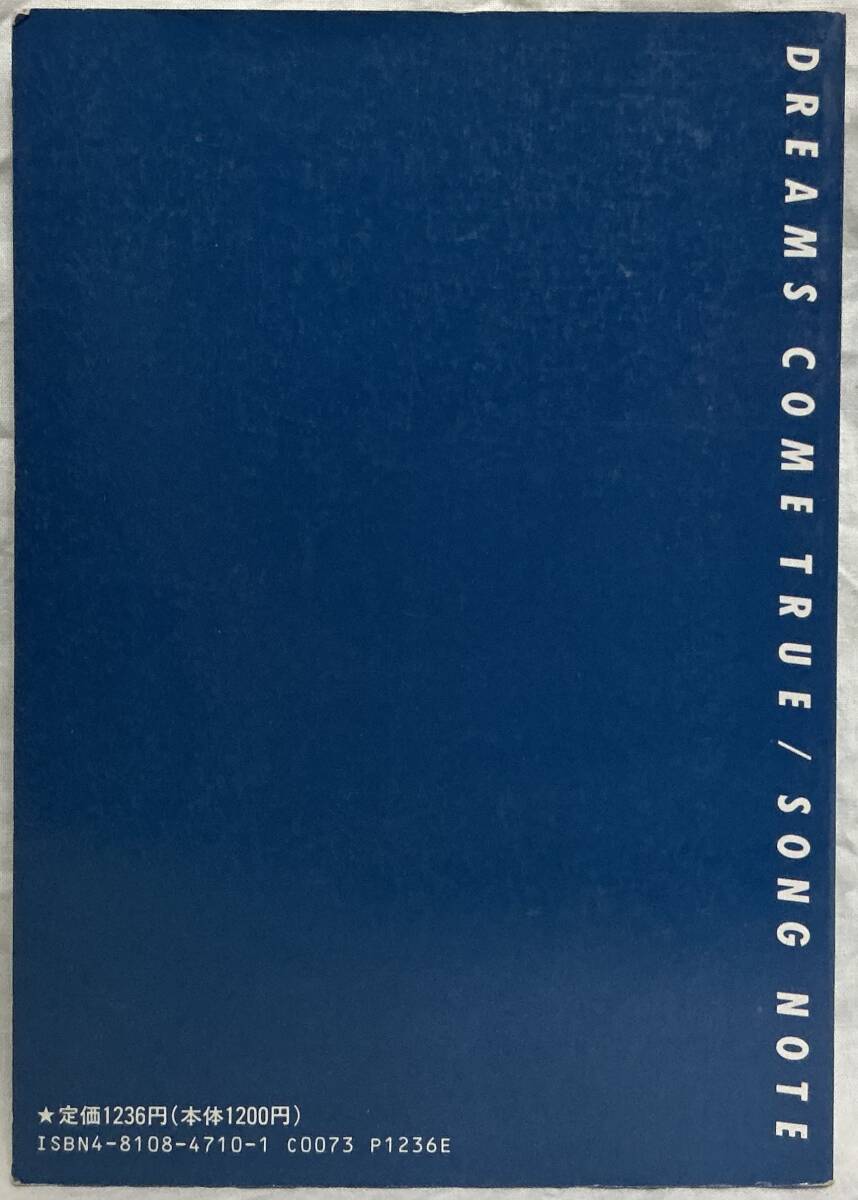 DREAMS COME TRUE / SONG NOTE
★定価1236円(本体1200円)
ISBN4-8108-4710-1 C0073 P1236E